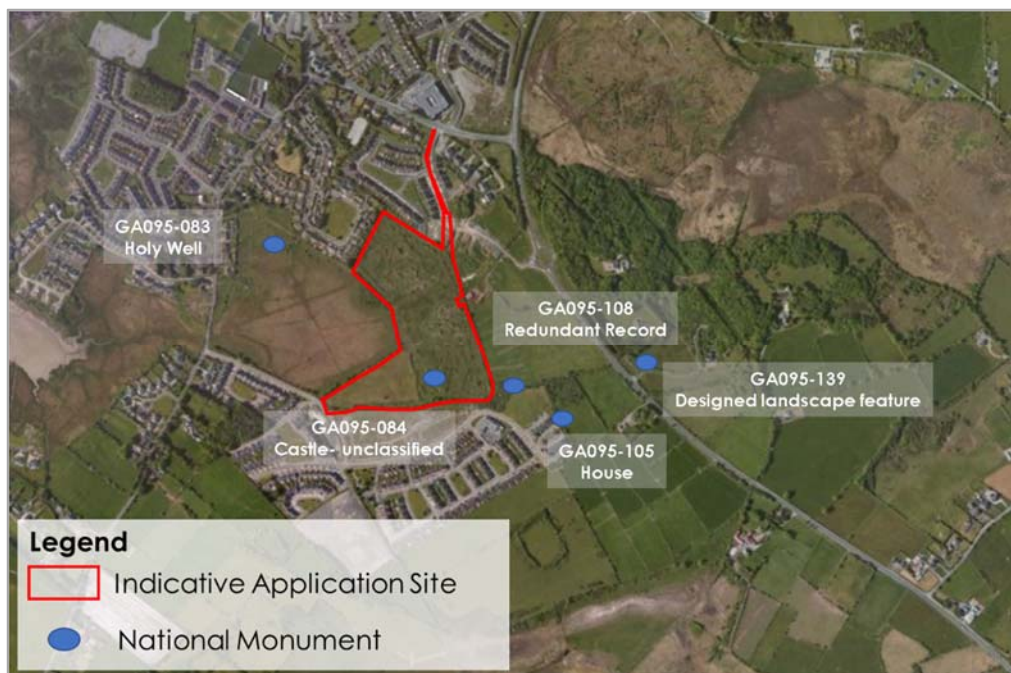 GA095-083
Holy Well
GA095-108
Redundant Record
GA095-139
Designed landscape feature
GA095-084
Castle- unclassified
GA095-105
House
Legend
Indicative Application Site
National Monument